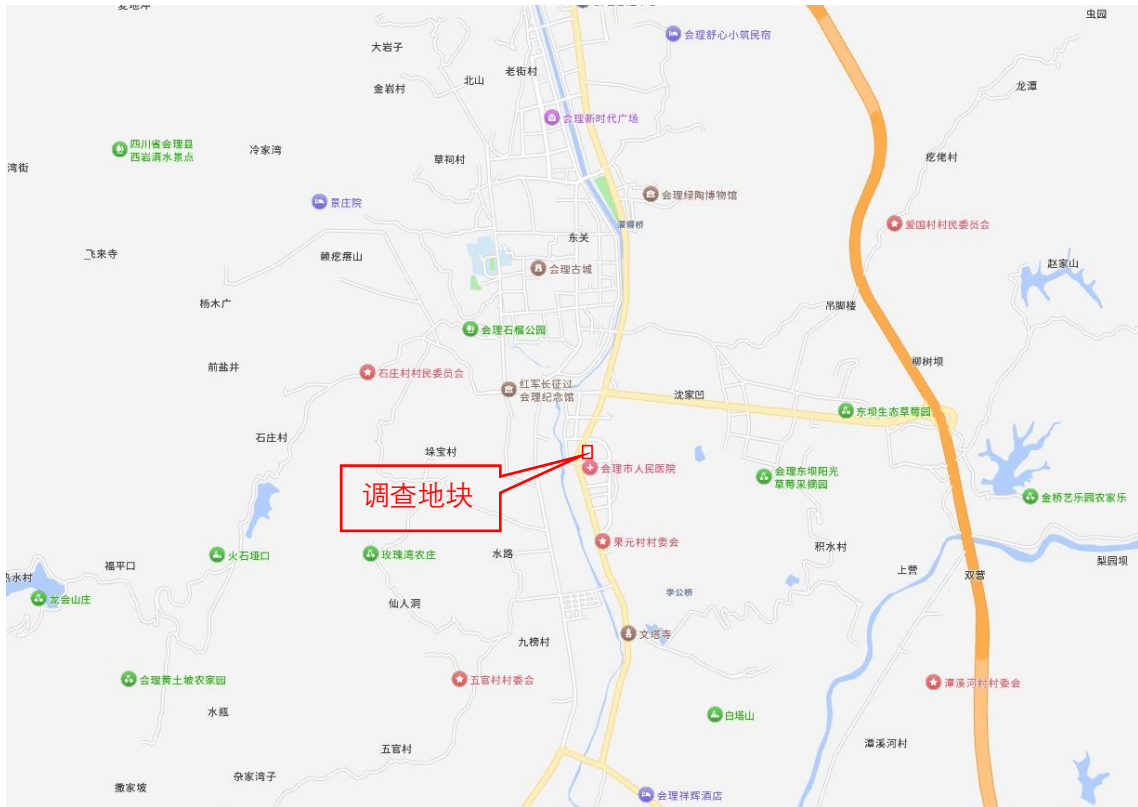 虫园
会理舒心小筑民宿
大岩子
老街村
北山
金岩村
龙潭
会理新时代广场
四川省会理县
西岩滴水景点
冷家湾
草祠村
疙佬村
湾街
会理绿陶博物馆
景庄院
爱国村村民委员会
东关
飞来寺
赖疙瘩山
会理古城
赵家山
杨木广
吊脚楼
会理石榴公园
前盐井
石庄村村民委员会
柳树坝
红军长征过
会理纪念馆
沈家凹
东坝生态草莓园
石庄村
垛宝村
会理市人民医院
会理东坝阳光
草莓采摘园
调查地块
金桥艺乐园农家乐
果元村村委会
积水村
火石垭口
玫瑰湾农庄
水路
福平口
梨园坝
热水村
上营
双营
龙会山庄
仙人洞
李公桥
九榜村
文塔寺
会理黄土坡农家园
五官村村委会
潭溪河村村委会
水瓶
白塔山
五官村
潭溪河村
杂家湾子
撒家坡
会理祥辉酒店